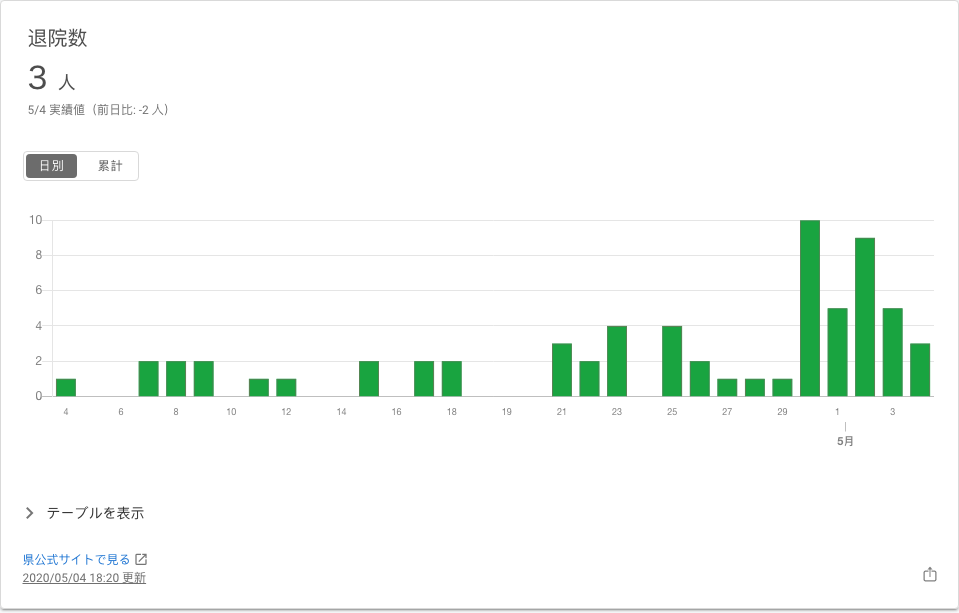 退院数
3 人
5/4 実績値（前日比: -2 人）
日別 累計
10
8
6
4
2
0
4 6 8 10 12 14 16 18 19 21 23 25 27 29 1 3
5月
テーブルを表示
県公式サイトで見る
2020/05/04 18:20 更新